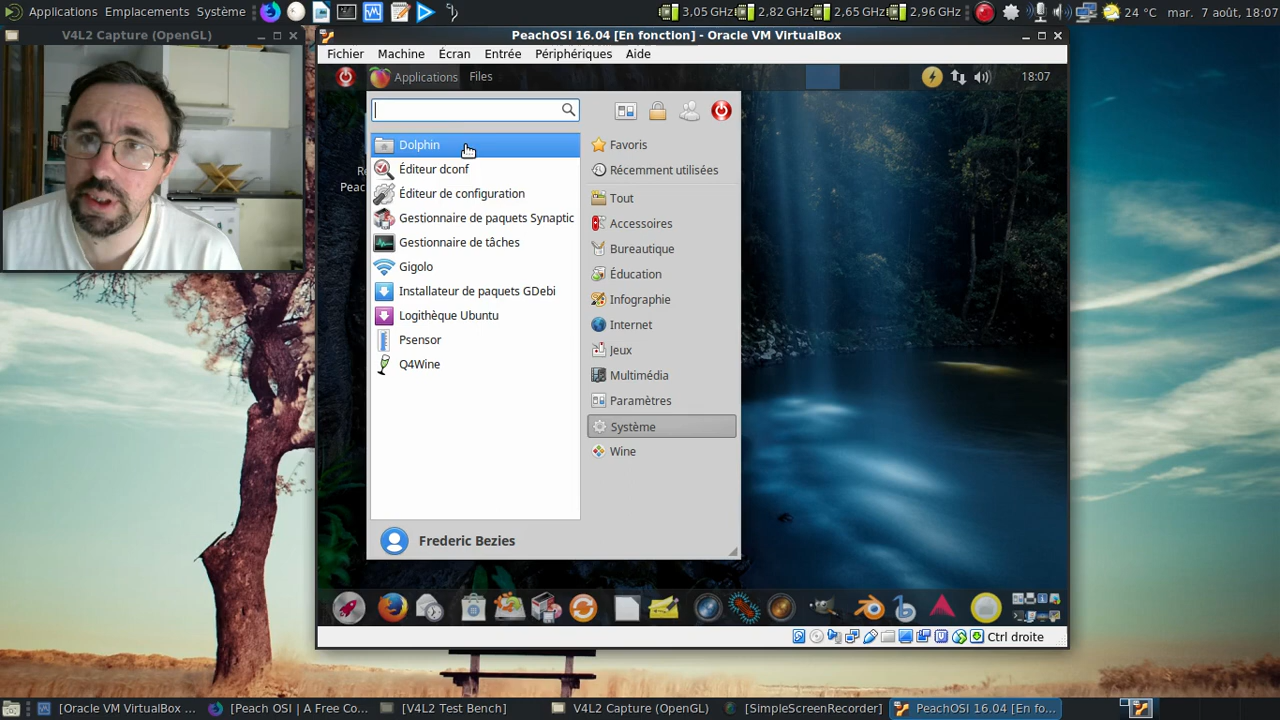 Applications Emplacements Système
3,05 GHz 2,82 GHz 2,65 GHz 2,96 GHz 24 °C mar. 7 août, 18:07
V4L2 Capture (OpenGL)
PeachOSI 16.04 [En fonction] - Oracle VM VirtualBox
Fichier Machine Écran Entrée Périphériques Aide
Applications Files 18:07
Dolphin
Éditeur dconf
Éditeur de configuration
Gestionnaire de paquets Synaptic
Gestionnaire de tâches
Gigolo
Installateur de paquets GDebi
Logithèque Ubuntu
Psensor
Q4Wine
Favoris
Récemment utilisées
Tout
Accessoires
Bureautique
Éducation
Infographie
Internet
Jeux
Multimédia
Paramètres
Système
Wine
Peac
Frederic Bezies
Ctrl droite
[Oracle VM VirtualBox ... [Peach OSI | A Free Co... [V4L2 Test Bench] V4L2 Capture (OpenGL) [SimpleScreenRecorder] PeachOSI 16.04 [En fo...